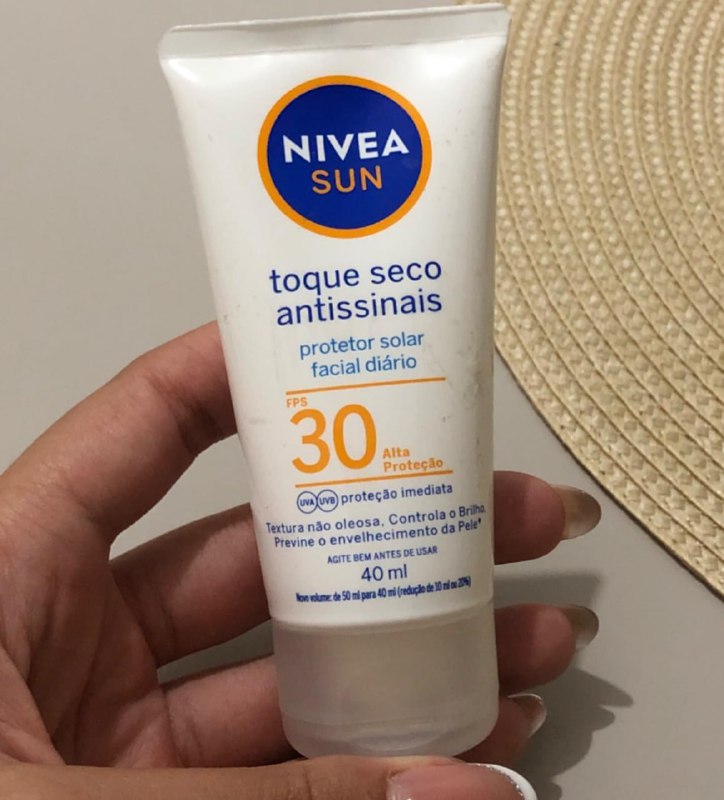 NIVEA
SUN
toque seco
antissinais
protetor solar
facial diário
FPS
30
Alta
Proteção
UVA UVB proteção imediata
Textura não oleosa, Controla o Brilho,
Previne o envelhecimento da Pele*
AGITE BEM ANTES DE USAR
40 ml
Novo volume: de 50 ml para 40 ml (redução de 10 ml ou 20%)